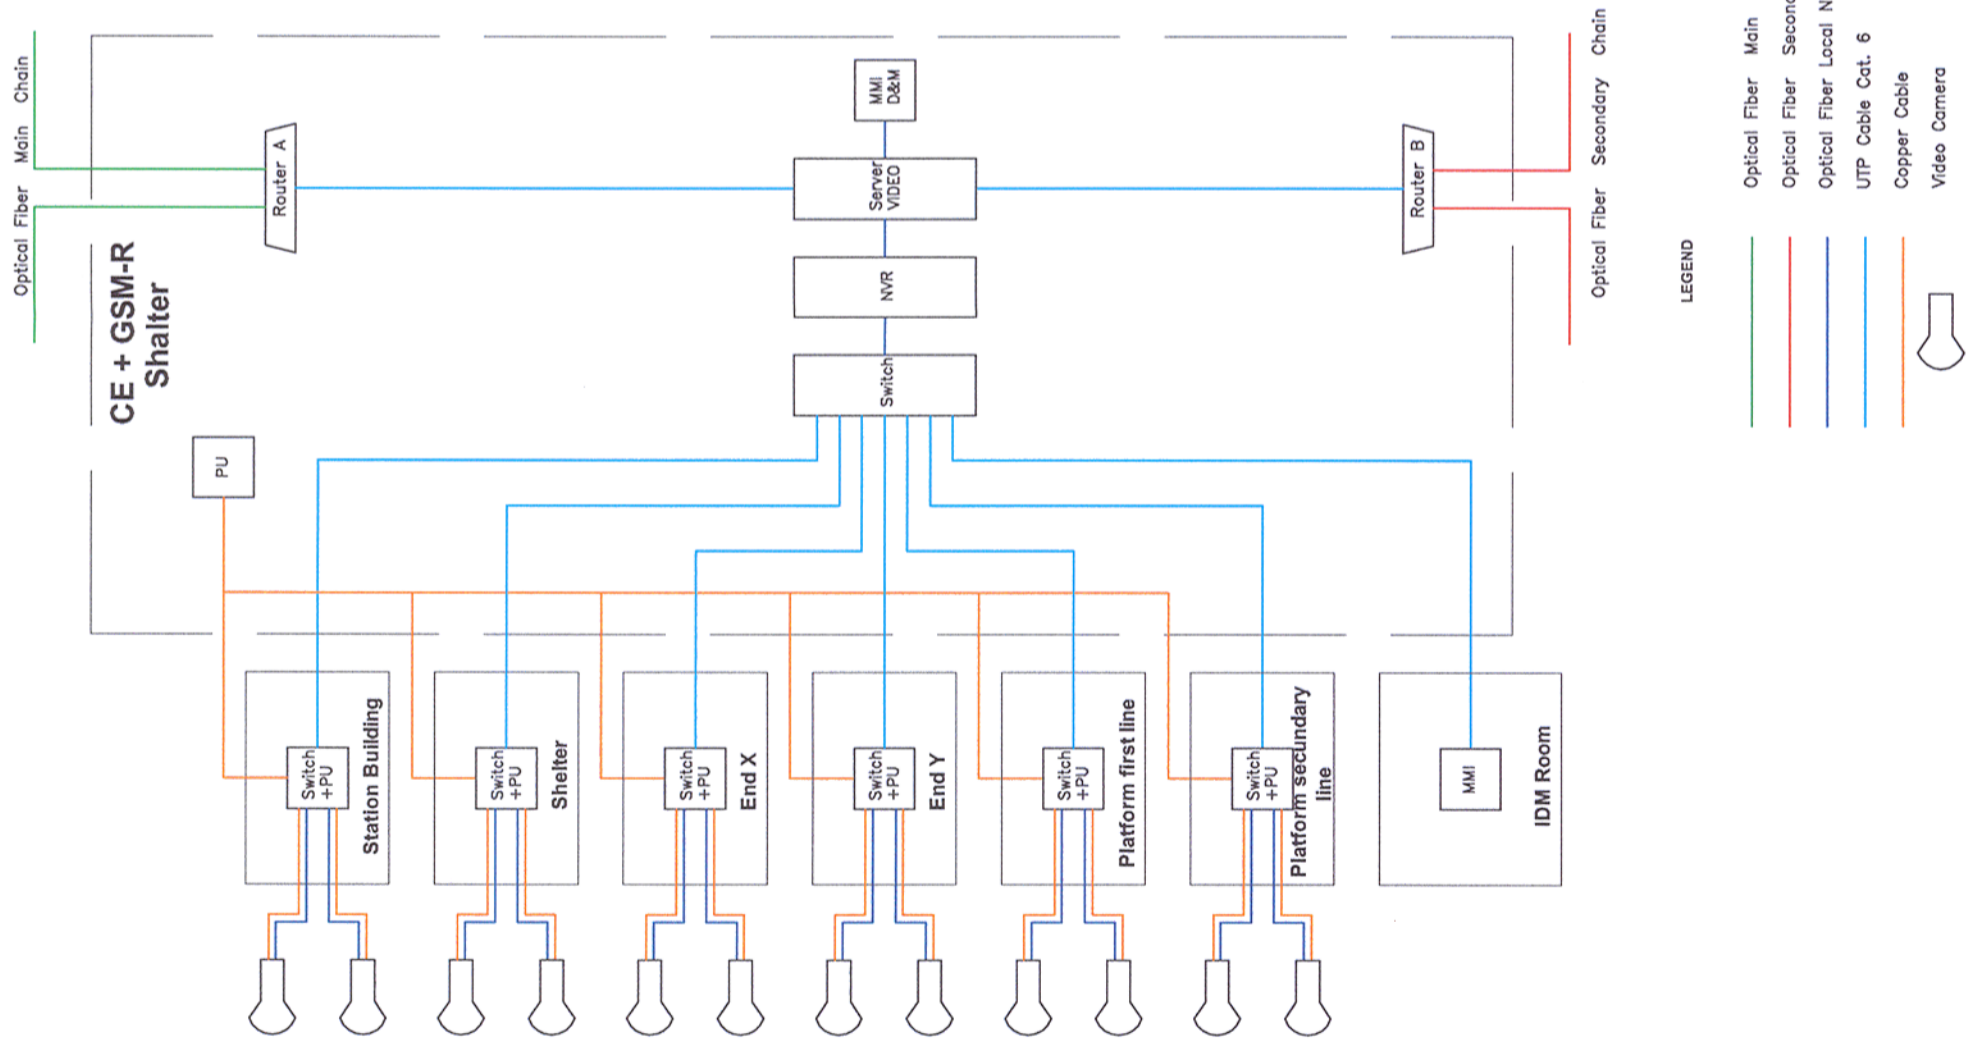 Optical Fiber Main Chain
CE + GSM-R
Shalter
Router A
MMI
D&M
Server
VIDEO
NVR
Switch
Router B
Optical Fiber Secondary Chain
PU
Switch
+PU
Station Building
Switch
+PU
Shelter
Switch
+PU
End X
Switch
+PU
End Y
Switch
+PU
Platform first line
Switch
+PU
Platform secundary
line
MMI
IDM Room
LEGEND
Optical Fiber Main
Optical Fiber
Optical Fiber Local
UTP Cable Cat. 6
Copper Cable
Video Camera